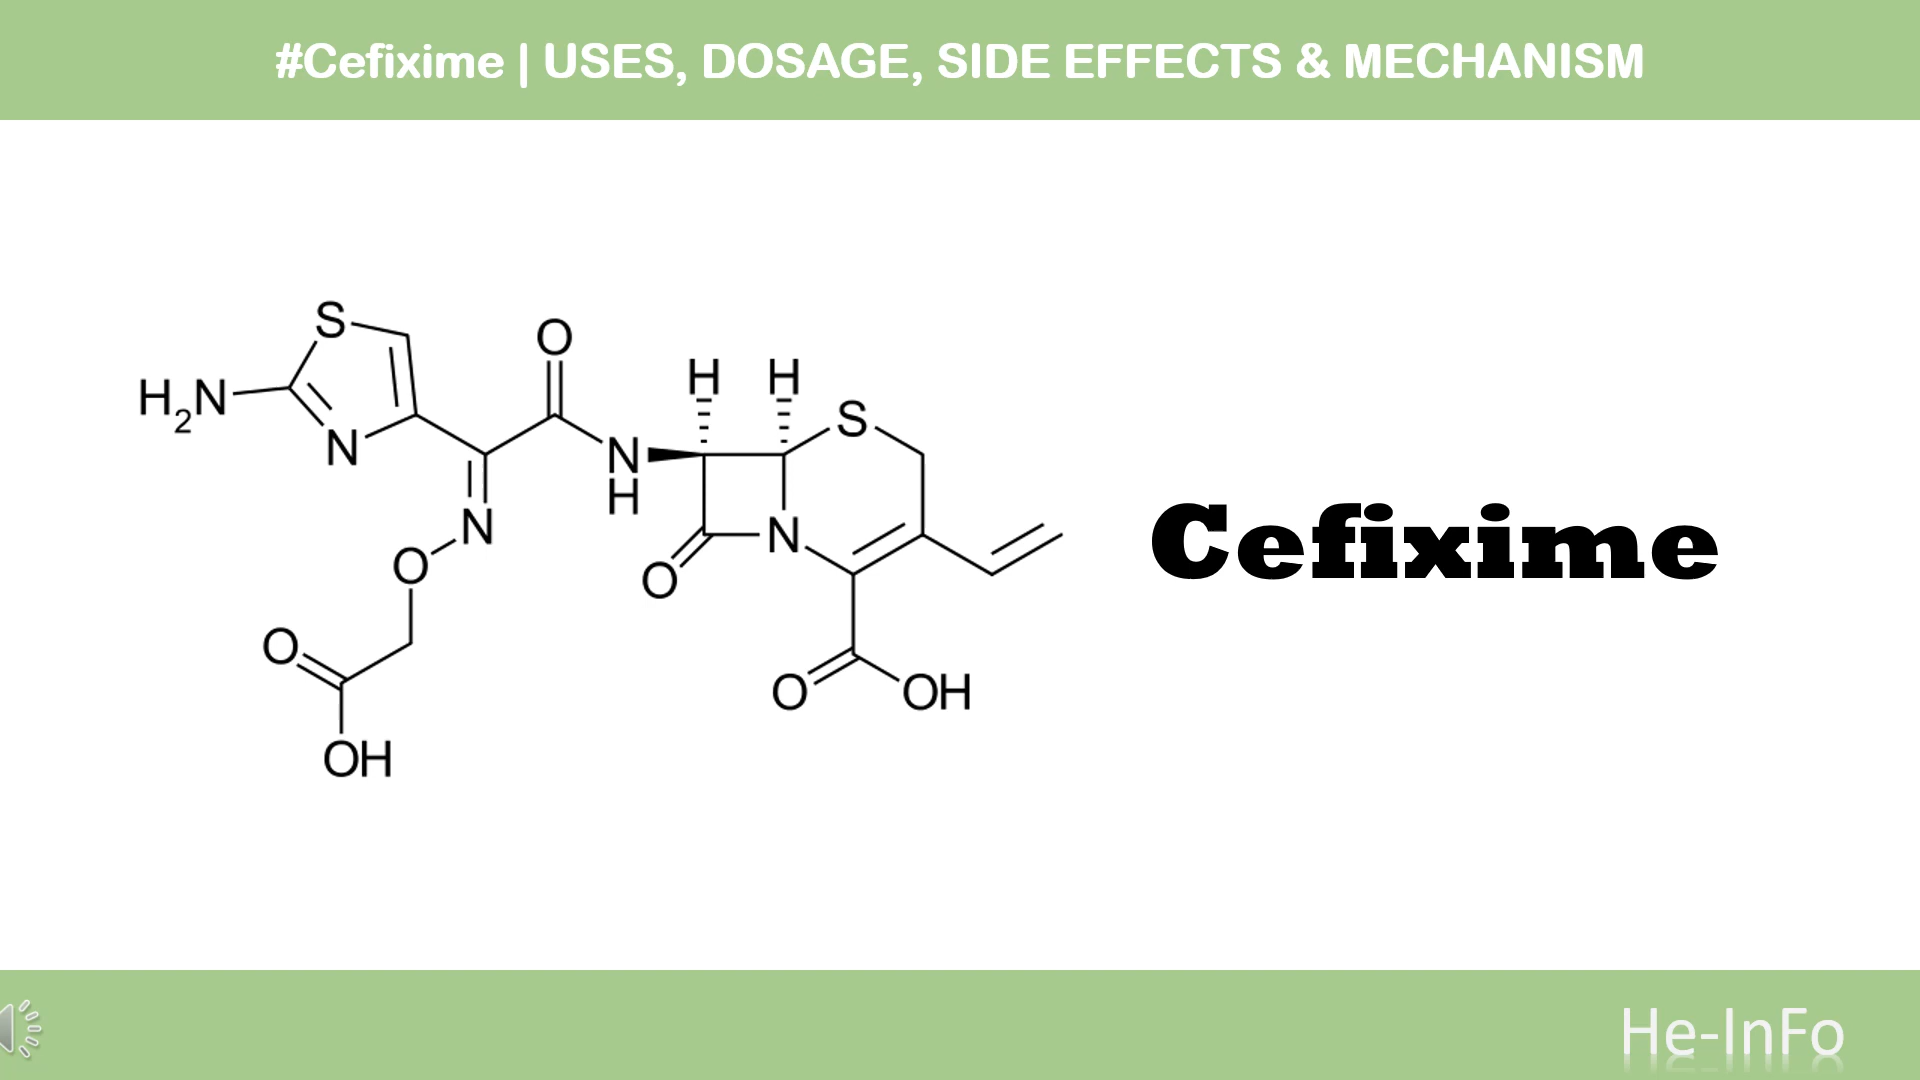 #Cefixime | USES, DOSAGE, SIDE EFFECTS & MECHANISM
S
O
H H
H₂N
S
N
N
H
N
N
O
O
O
O
OH
OH
Cefixime
He-InFo